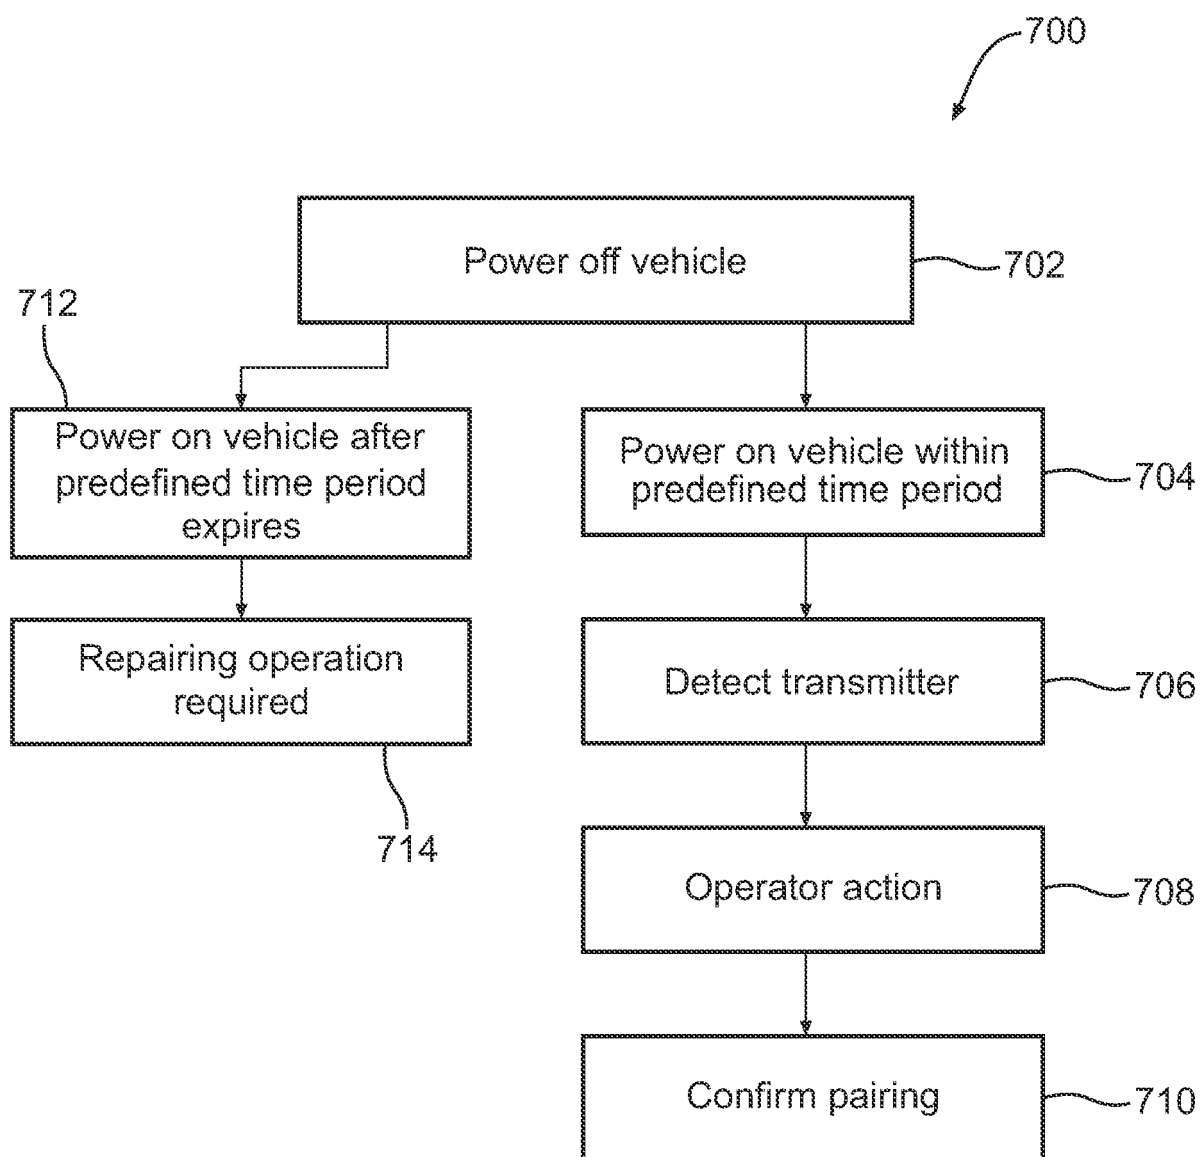 700
Power off vehicle
702
712
Power on vehicle after
predefined time period
expires
Power on vehicle within
predefined time period
704
Repairing operation
required
714
Detect transmitter
706
Operator action
708
Confirm pairing
710